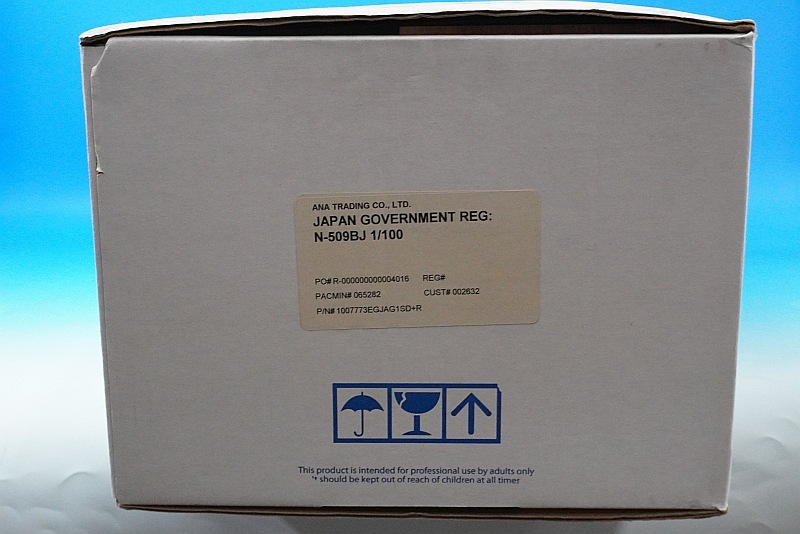 ANA TRADING CO., LTD.
JAPAN GOVERNMENT REG:
N-509BJ 1/100
PO# R-000000000004016 REG#
PACMIN# 065282 CUST# 002632
P/N# 1007773EGJAG1SD+R
This product is intended for professional use by adults only
should be kept out of reach of children at all timer